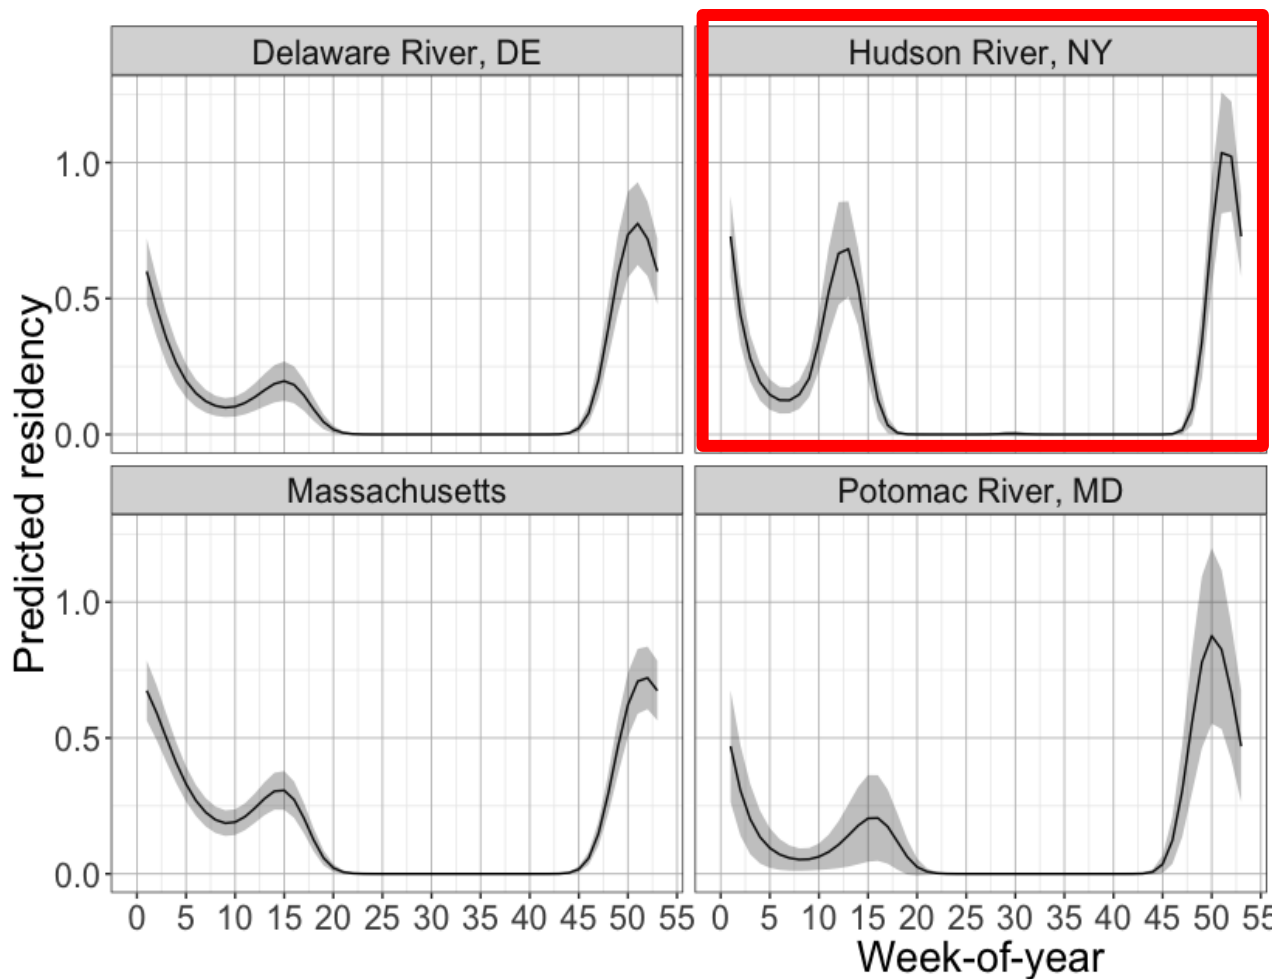 Delaware River, DE
Hudson River, NY
1.0
0.5
0.0
Massachusetts
Potomac River, MD
1.0
0.5
0.0
Predicted residency
0 5 10 15 20 25 30 35 40 45 50 55
0 5 10 15 20 25 30 35 40 45 50 55
Week-of-year